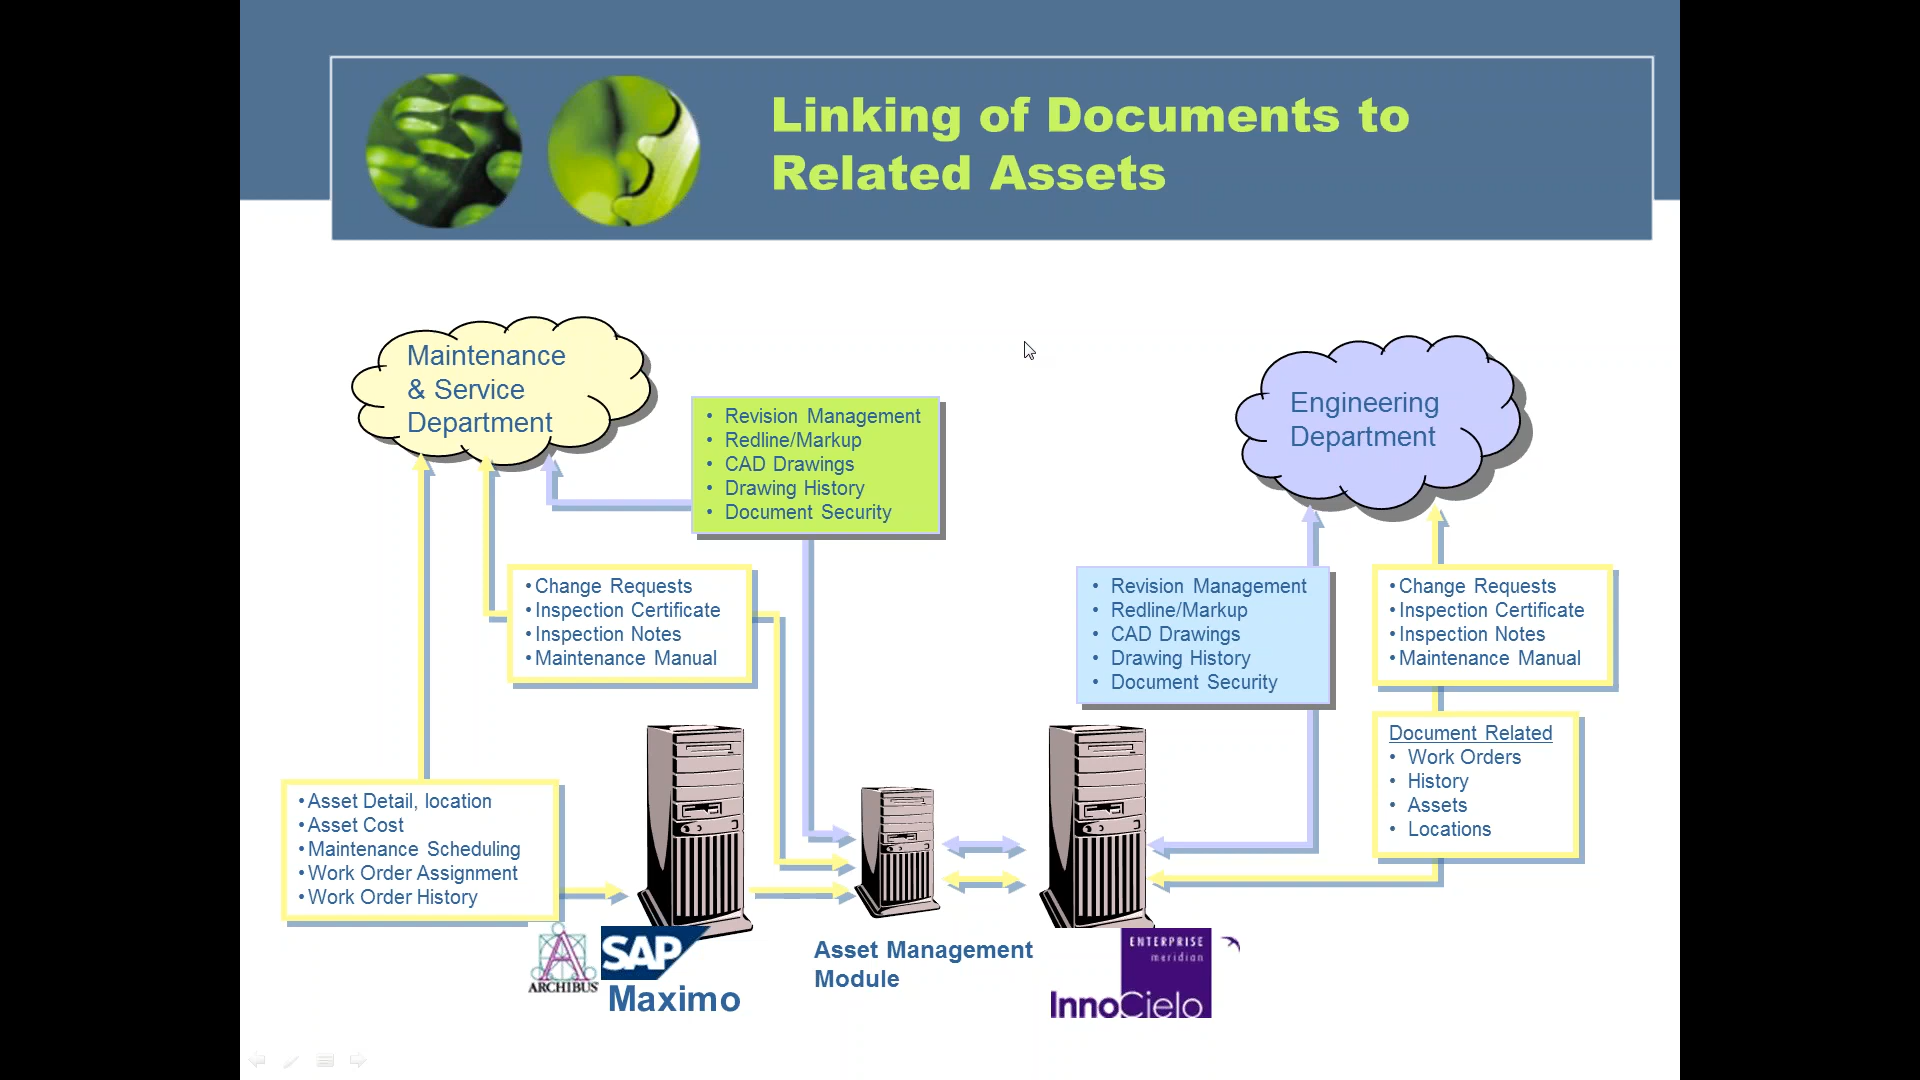 Linking of Documents to
Related Assets
Maintenance
& Service
Department
• Revision Management
• Redline/Markup
• CAD Drawings
• Drawing History
• Document Security
Engineering
Department
•Change Requests
•Inspection Certificate
•Inspection Notes
•Maintenance Manual
• Revision Management
• Redline/Markup
• CAD Drawings
• Drawing History
• Document Security
•Change Requests
•Inspection Certificate
•Inspection Notes
•Maintenance Manual
Document Related
• Work Orders
• History
• Assets
• Locations
•Asset Detail, location
•Asset Cost
•Maintenance Scheduling
•Work Order Assignment
•Work Order History
ARCHIBUS
SAP
Maximo
Asset Management
Module
ENTERPRISE
meridian
InnoCielo